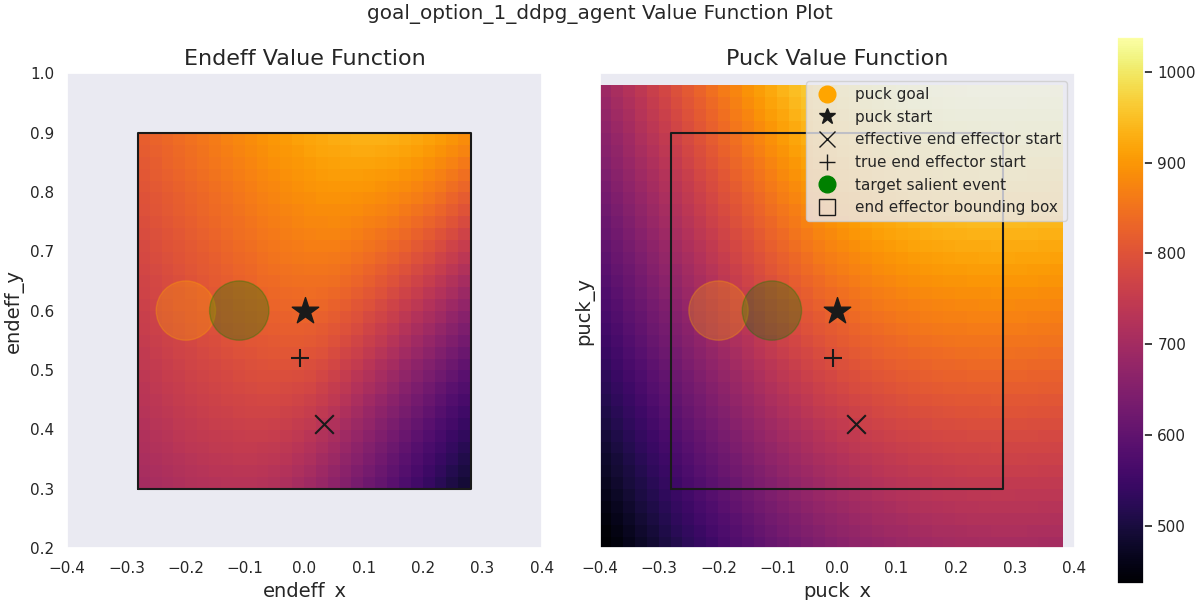 goal_option_1_ddpg_agent Value Function Plot
Endeff Value Function
endeff_y
1.0
0.9
0.8
0.7
0.6
0.5
0.4
0.3
0.2
−0.4 −0.3 −0.2 −0.1 0.0 0.1 0.2 0.3 0.4
endeff_x
Puck Value Function
puck_y
puck goal
puck start
effective end effector start
true end effector start
target salient event
end effector bounding box
−0.4 −0.3 −0.2 −0.1 0.0 0.1 0.2 0.3 0.4
puck_x
1000
900
800
700
600
500